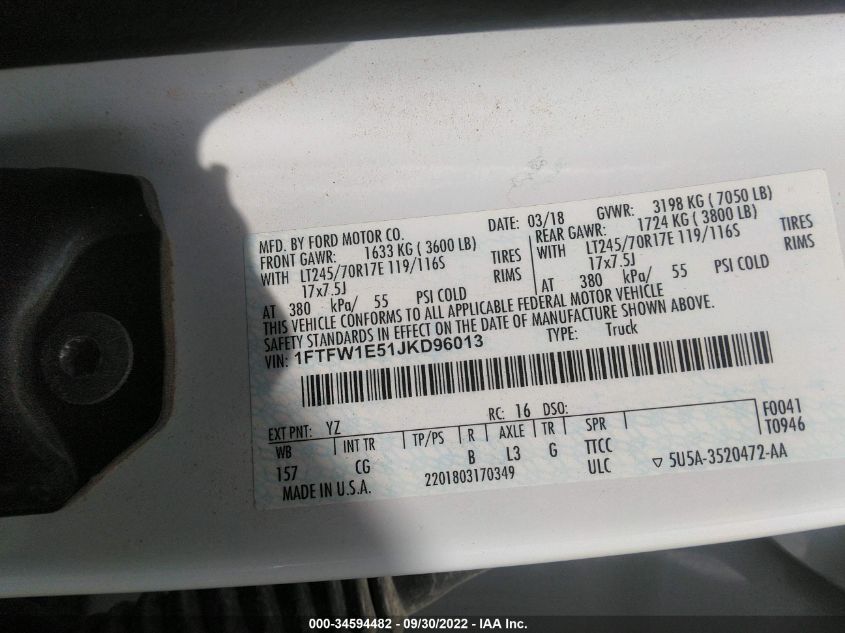 MFD. BY FORD MOTOR CO. DATE: 03/18 GVWR: 3198 KG ( 7050 LB)
FRONT GAWR: 1633 KG ( 3600 LB) REAR GAWR: 1724 KG ( 3800 LB)
WITH LT245/70R17E 119/116S TIRES WITH LT245/70R17E 119/116S TIRES
17x7.5J RIMS 17x7.5J RIMS
AT 380 kPa/ 55 PSI COLD AT 380 kPa/ 55 PSI COLD
THIS VEHICLE CONFORMS TO ALL APPLICABLE FEDERAL MOTOR VEHICLE
SAFETY STANDARDS IN EFFECT ON THE DATE OF MANUFACTURE SHOWN ABOVE.
VIN: 1FTFW1E51JKD96013 TYPE: Truck
EXT PNT: YZ RC: 16 DSO: F0041
WB INT TR TP/PS R AXLE TR SPR T0946
157 CG B L3 G TTCC
MADE IN U.S.A. 2201803170349 ULC ▽ 5U5A-3520472-AA
000-34594482 - 09/30/2022 - IAA Inc.